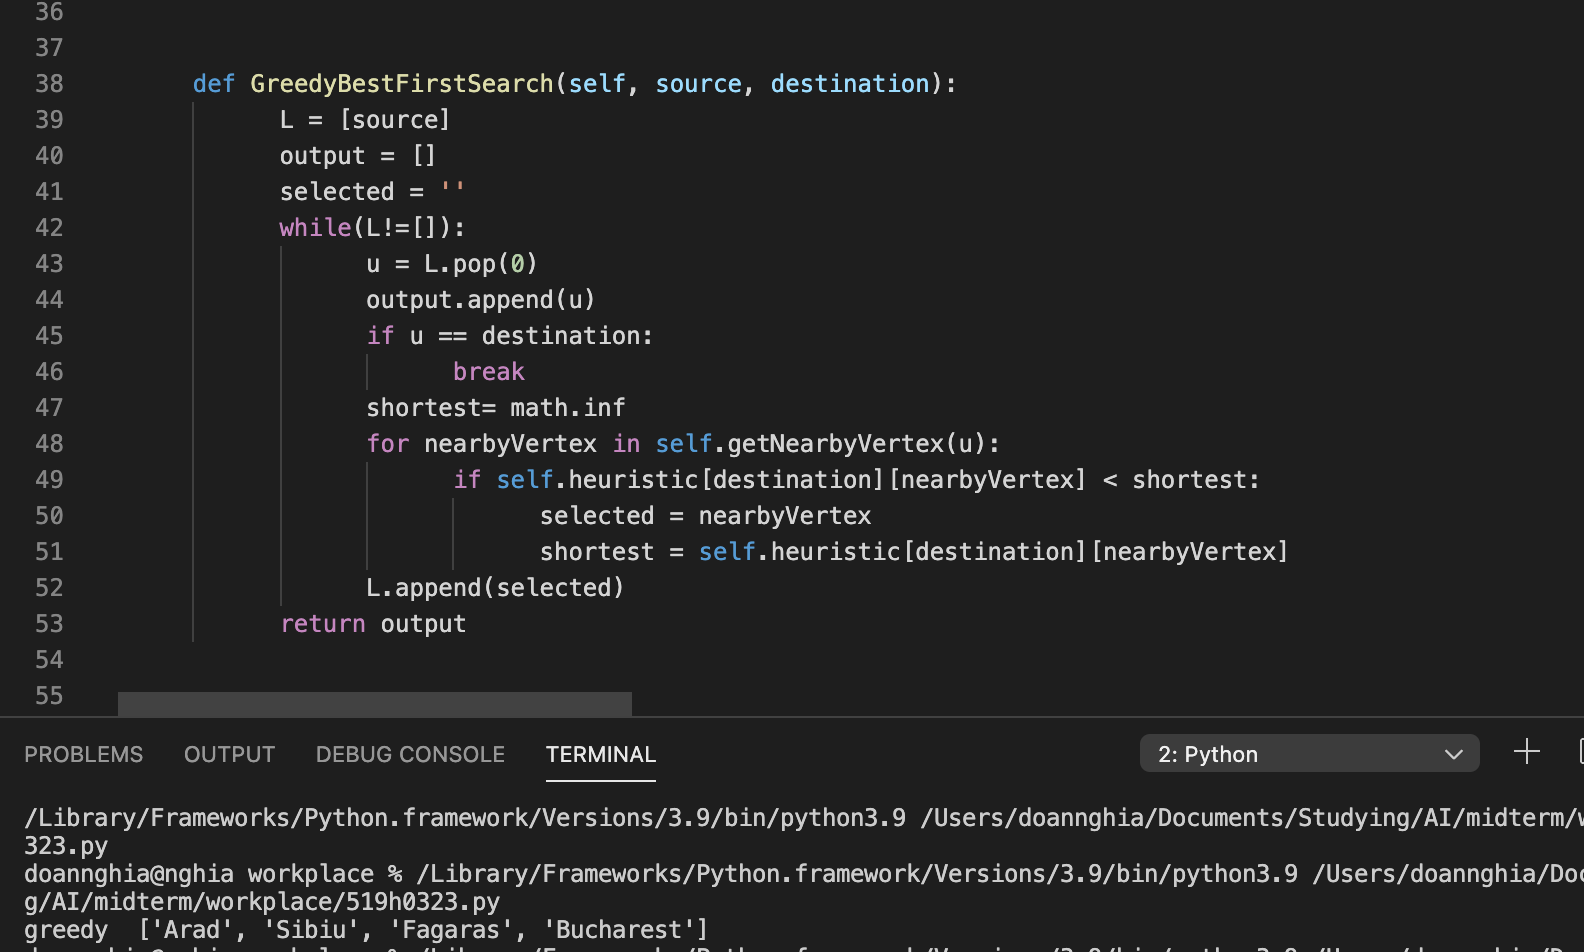 36
37
38 def GreedyBestFirstSearch(self, source, destination):
39 L = [source]
40 output = []
41 selected = ''
42 while(L!=[]):
43 u = L.pop(0)
44 output.append(u)
45 if u == destination:
46 break
47 shortest= math.inf
48 for nearbyVertex in self.getNearbyVertex(u):
49 if self.heuristic[destination][nearbyVertex] < shortest:
50 selected = nearbyVertex
51 shortest = self.heuristic[destination][nearbyVertex]
52 L.append(selected)
53 return output
54
55
PROBLEMS OUTPUT DEBUG CONSOLE TERMINAL 2: Python
/Library/Frameworks/Python.framework/Versions/3.9/bin/python3.9 /Users/doannghia/Documents/Studying/AI/midterm/w
323.py
doannghia@nghia workplace % /Library/Frameworks/Python.framework/Versions/3.9/bin/python3.9 /Users/doannghia/Doc
g/AI/midterm/workplace/519h0323.py
greedy ['Arad', 'Sibiu', 'Fagaras', 'Bucharest']